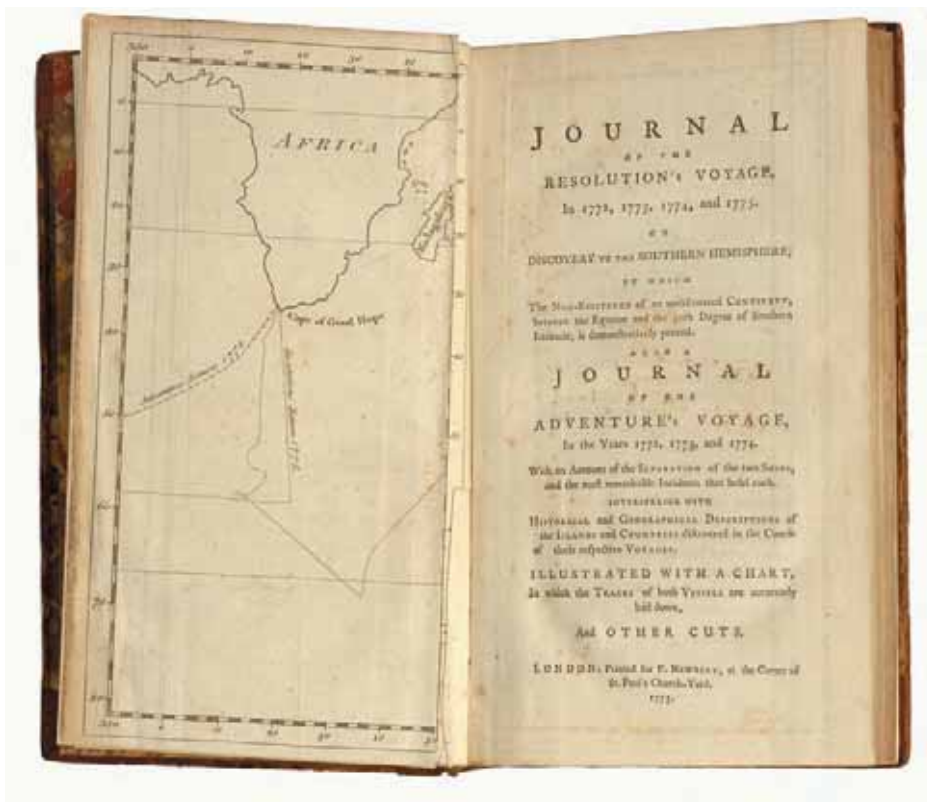 AFRICA
Cape of Good Hope
JOURNAL
OF THE
RESOLUTION's VOYAGE,
In 1772, 1773, 1774, and 1775.
ON
DISCOVERY TO THE SOUTHERN HEMISPHERE,
BY WHICH
The NON-EXISTENCE of an undiscovered CONTINENT,
between the Equator and the 50th Degree of Southern
Latitude, is demonstratively proved.
ALSO A
JOURNAL
OF THE
ADVENTURE's VOYAGE,
In the Years 1772, 1773, and 1774.
With an Account of the SEPARATION of the two SHIPS,
and the most remarkable Incidents that befel each.
INTERSPERSED WITH
HISTORICAL and GEOGRAPHICAL DESCRIPTIONS of
the ISLANDS and COUNTRIES discovered in the Course
of their respective VOYAGES.
ILLUSTRATED WITH A CHART,
In which the TRACKS of both VESSELS are accurately
laid down,
And OTHER CUTS.
LONDON: Printed for F. NEWBERY, at the Corner of
St. Paul's Church-Yard.
1775.